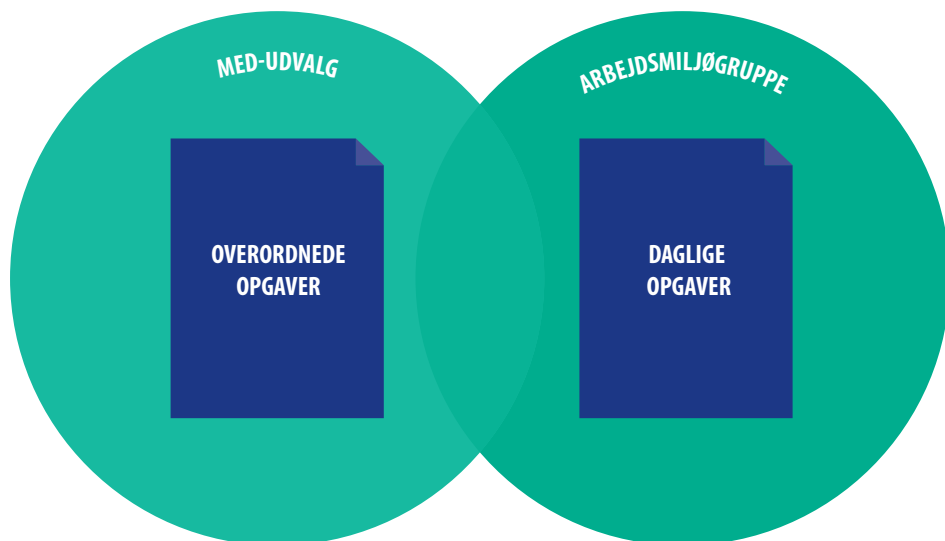 MED-UDVALG
ARBEJDSMILJØGRUPPE
OVERORDNEDE
OPGAVER
DAGLIGE
OPGAVER